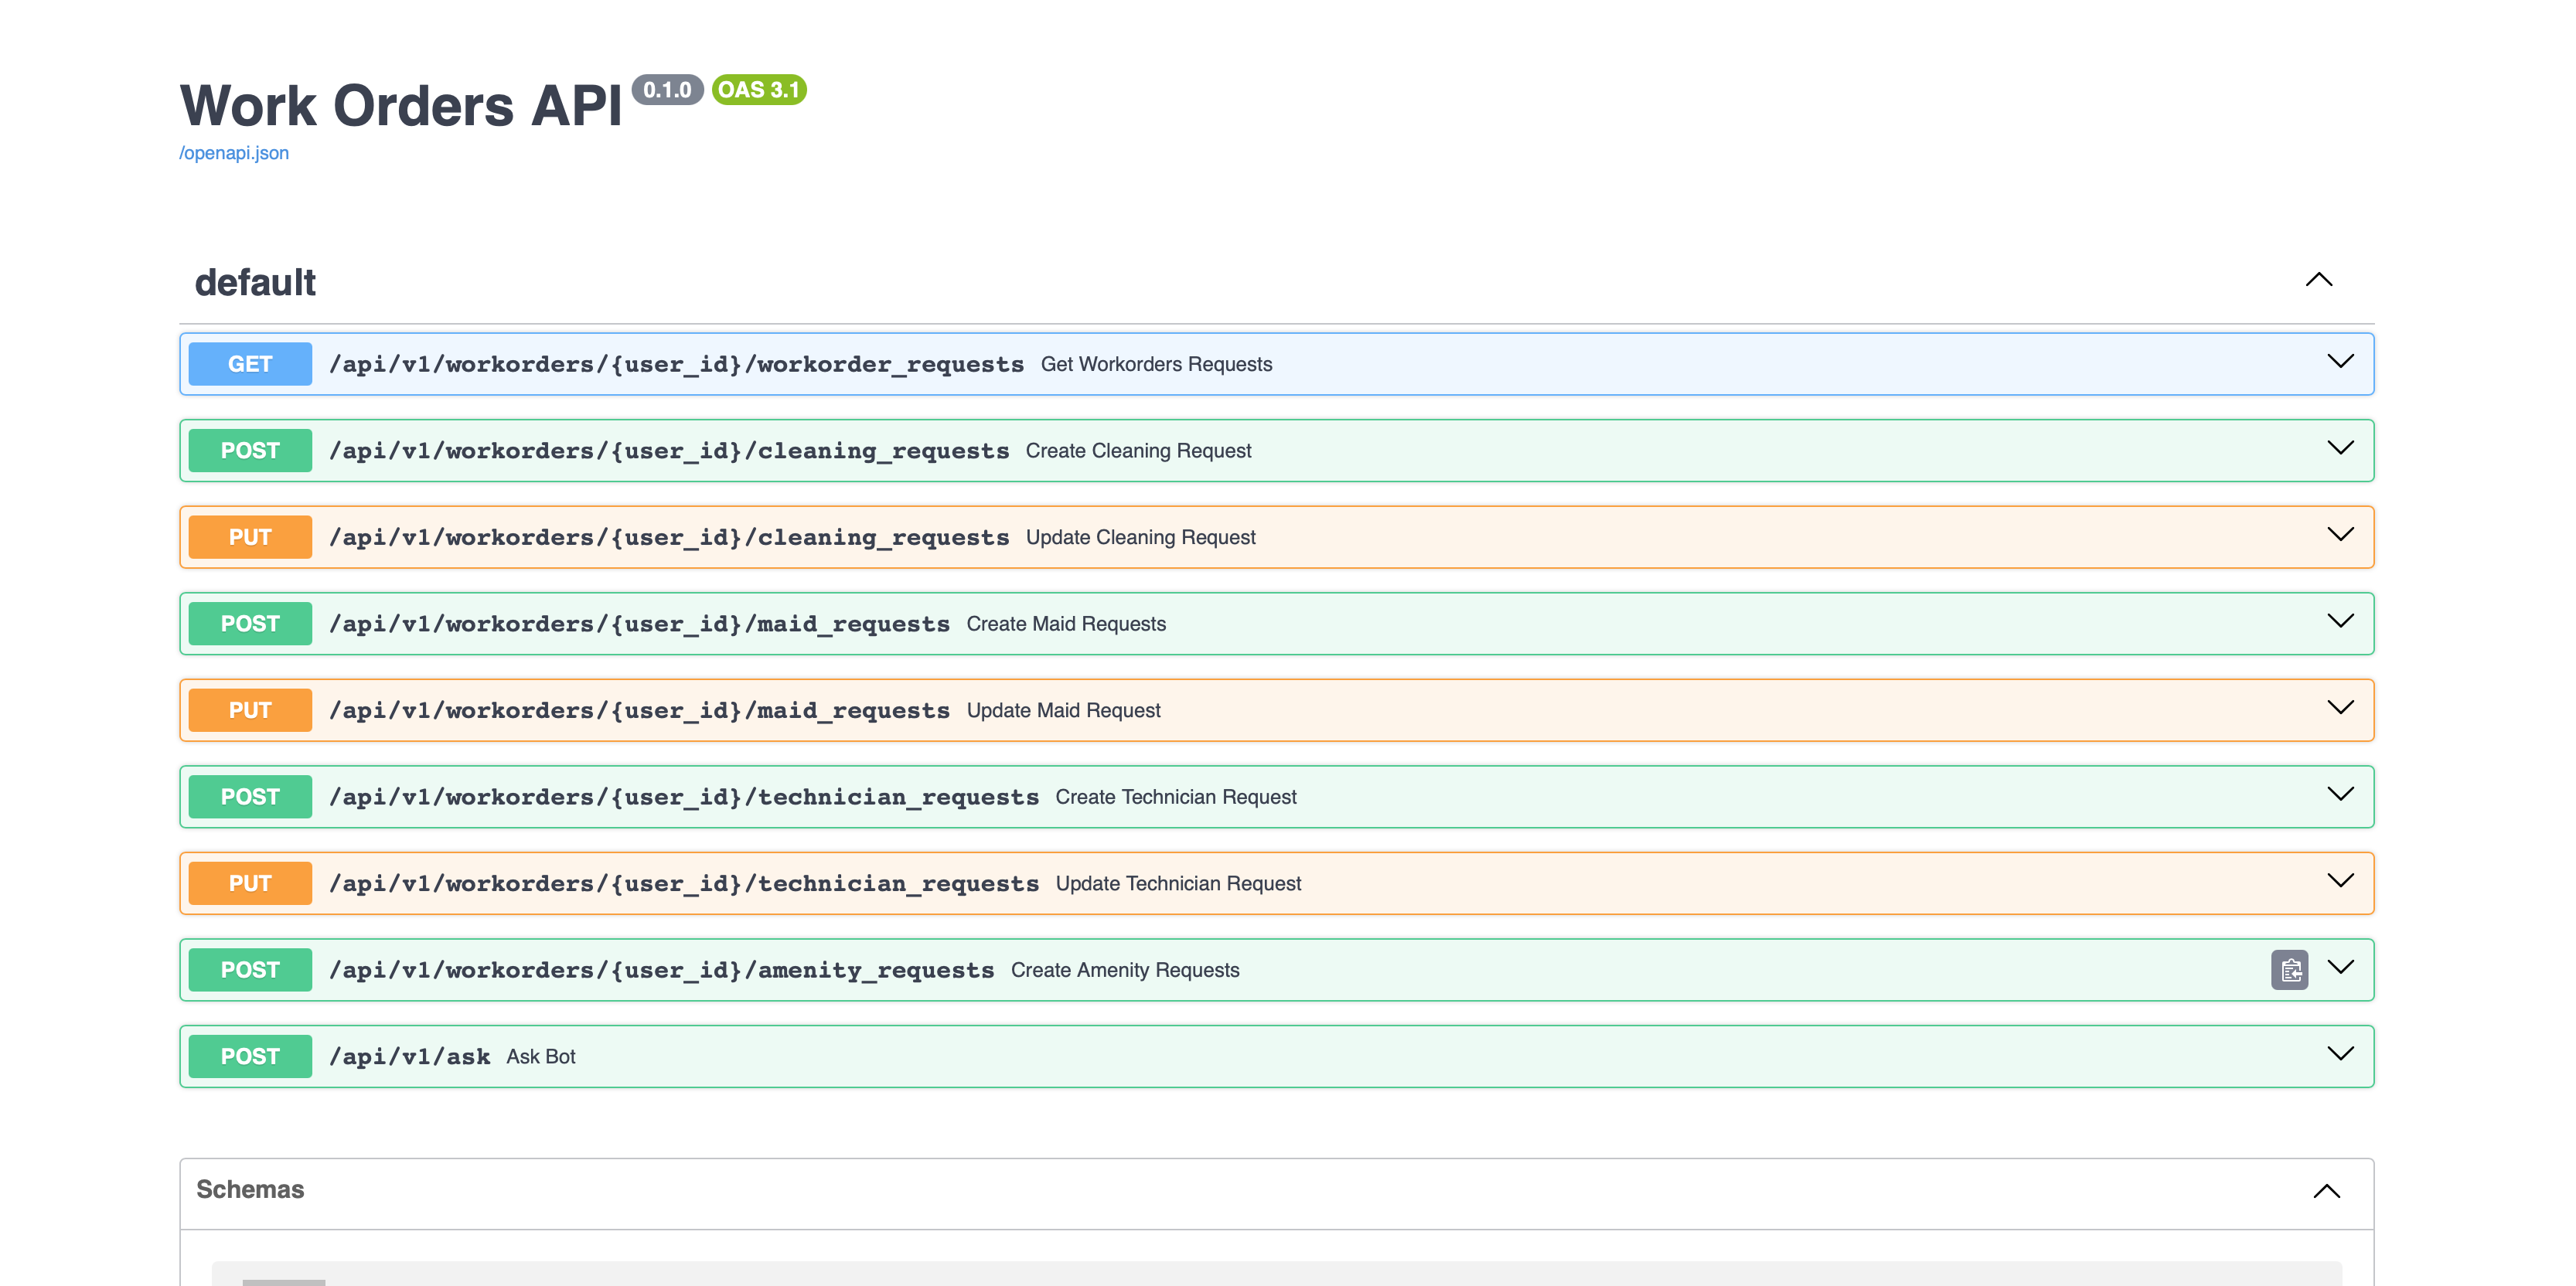 Work Orders API 0.1.0 OAS 3.1
/openapi.json
default
GET /api/v1/workorders/{user_id}/workorder_requests Get Workorders Requests
POST /api/v1/workorders/{user_id}/cleaning_requests Create Cleaning Request
PUT /api/v1/workorders/{user_id}/cleaning_requests Update Cleaning Request
POST /api/v1/workorders/{user_id}/maid_requests Create Maid Requests
PUT /api/v1/workorders/{user_id}/maid_requests Update Maid Request
POST /api/v1/workorders/{user_id}/technician_requests Create Technician Request
PUT /api/v1/workorders/{user_id}/technician_requests Update Technician Request
POST /api/v1/workorders/{user_id}/amenity_requests Create Amenity Requests
POST /api/v1/ask Ask Bot
Schemas